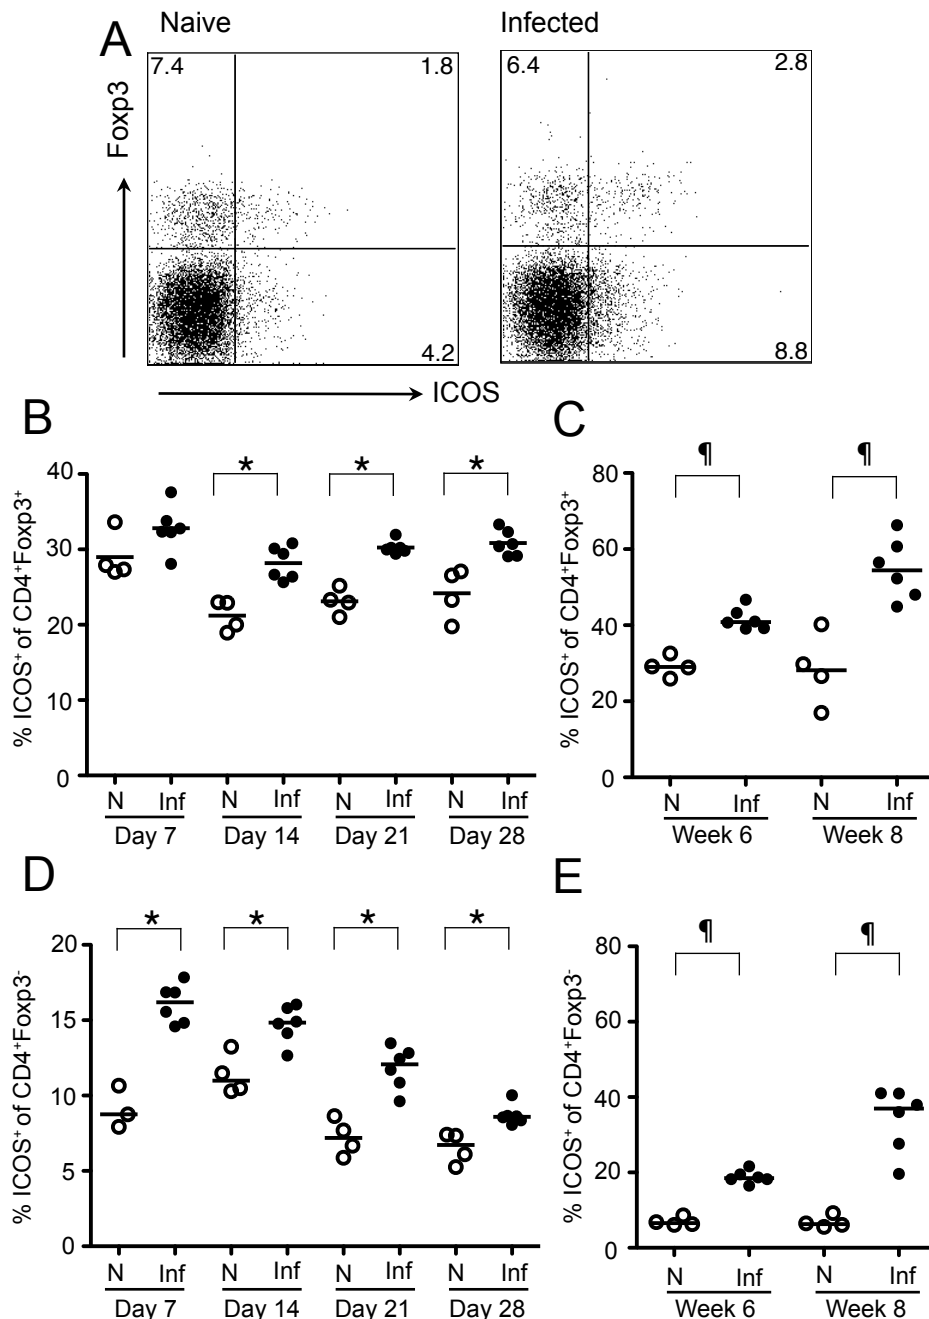 A
Naive
Infected
Foxp3
7.4 1.8
4.2
6.4 2.8
8.8
ICOS
B
% ICOS⁺ of CD4⁺Foxp3⁺
40
30
20
10
0
* * *
N Inf N Inf N Inf N Inf
Day 7 Day 14 Day 21 Day 28
C
% ICOS⁺ of CD4⁺Foxp3⁺
80
60
40
20
0
¶ ¶
N Inf N Inf
Week 6 Week 8
D
% ICOS⁺ of CD4⁺Foxp3⁻
20
15
10
5
0
* * * *
N Inf N Inf N Inf N Inf
Day 7 Day 14 Day 21 Day 28
E
% ICOS⁺ of CD4⁺Foxp3⁻
80
60
40
20
0
¶ ¶
N Inf N Inf
Week 6 Week 8